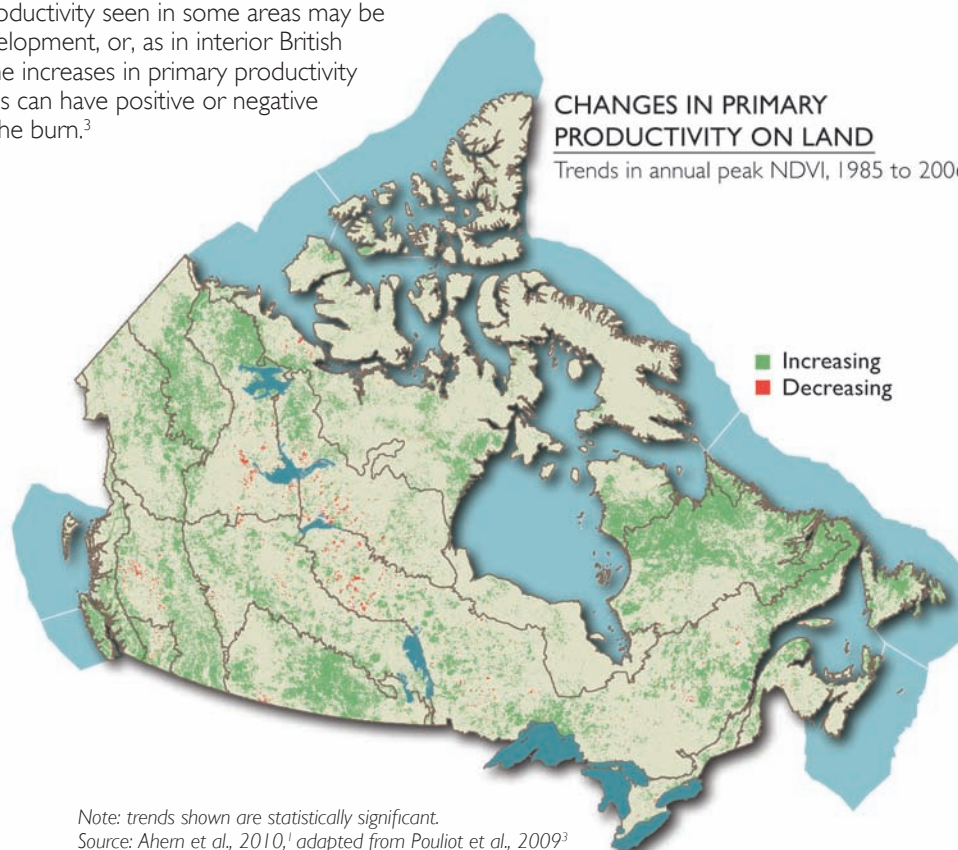 oductivity seen in some areas may be
elopment, or, as in interior British
ne increases in primary productivity
s can have positive or negative
he burn.³
CHANGES IN PRIMARY
PRODUCTIVITY ON LAND
Trends in annual peak NDVI, 1985 to 2006
Increasing
Decreasing
Note: trends shown are statistically significant.
Source: Ahern et al., 2010,¹ adapted from Pouliot et al., 2009³